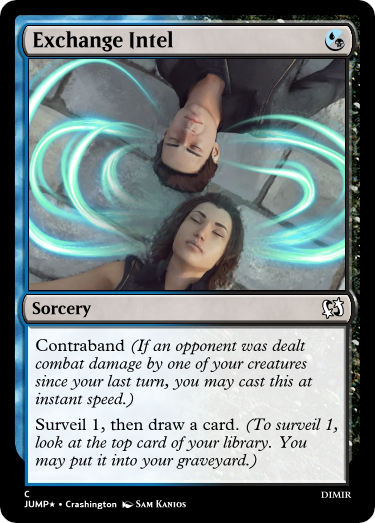 Exchange Intel
Sorcery
Contraband (If an opponent was dealt
combat damage by one of your creatures
since your last turn, you may cast this at
instant speed.)
Surveil 1, then draw a card. (To surveil 1,
look at the top card of your library. You
may put it into your graveyard.)
C
DIMIR
JUMP★ • Crashington Sam Kanios